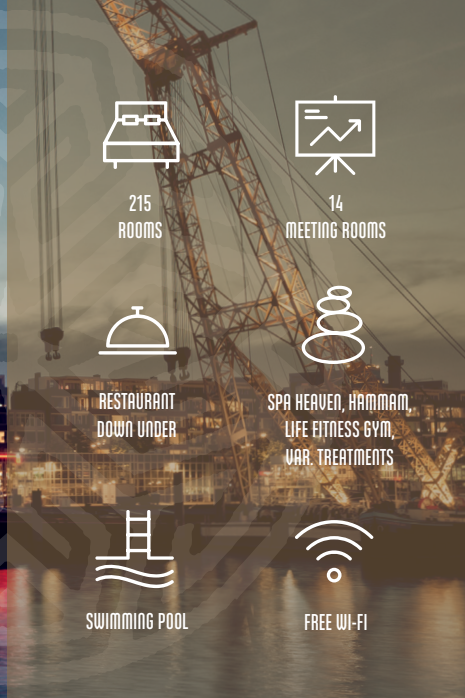 215
ROOMS
14
MEETING ROOMS
RESTAURANT
DOWN UNDER
SPA HEAVEN, HAMMAM,
LIFE FITNESS GYM,
VAR. TREATMENTS
SWIMMING POOL
FREE WI-FI